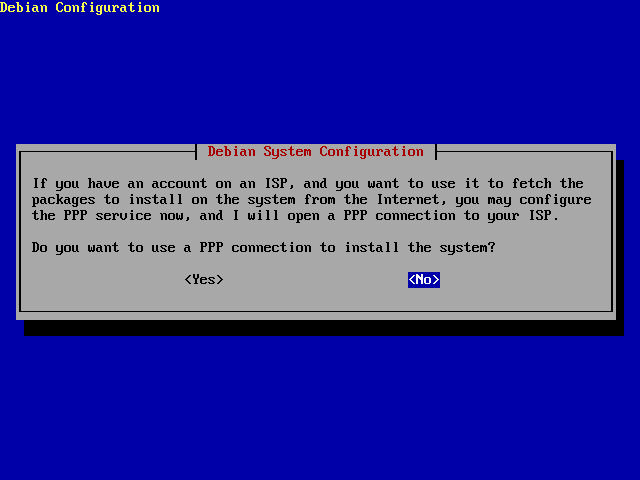 Debian Configuration
Debian System Configuration
If you have an account on an ISP, and you want to use it to fetch the
packages to install on the system from the Internet, you may configure
the PPP service now, and I will open a PPP connection to your ISP.
Do you want to use a PPP connection to install the system?
<Yes> <No>